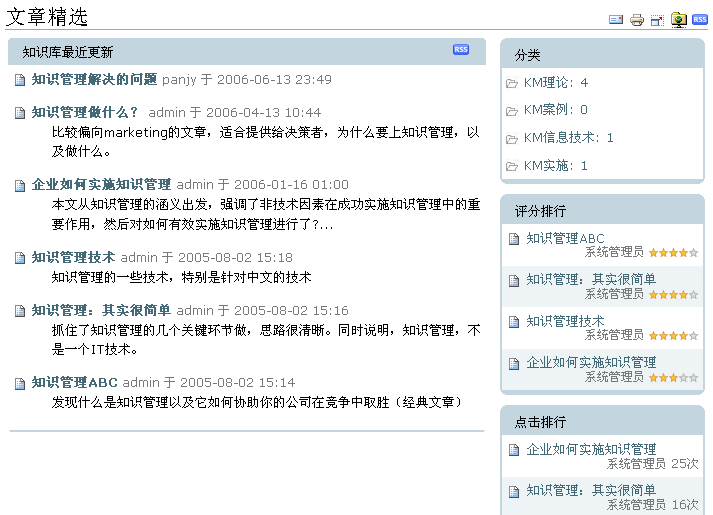 文章精选
RSS
知识库最近更新
RSS
知识管理解决的问题 panjy 于 2006-06-13 23:49
知识管理做什么？ admin 于 2006-04-13 10:44
比较偏向marketing的文章，适合提供给决策者，为什么要上知识管理，以
及做什么。
企业如何实施知识管理 admin 于 2006-01-16 01:00
本文从知识管理的涵义出发，强调了非技术因素在成功实施知识管理中的重
要作用，然后对如何有效实施知识管理进行了?...
知识管理技术 admin 于 2005-08-02 15:18
知识管理的一些技术，特别是针对中文的技术
知识管理：其实很简单 admin 于 2005-08-02 15:16
抓住了知识管理的几个关键环节做，思路很清晰。同时说明，知识管理，不
是一个IT技术。
知识管理ABC admin 于 2005-08-02 15:14
发现什么是知识管理以及它如何协助你的公司在竞争中取胜（经典文章）
分类
KM理论: 4
KM案例: 0
KM信息技术: 1
KM实施: 1
评分排行
知识管理ABC
系统管理员
知识管理：其实很简单
系统管理员
知识管理技术
系统管理员
企业如何实施知识管理
系统管理员
点击排行
企业如何实施知识管理
系统管理员 25次
知识管理：其实很简单
系统管理员 16次